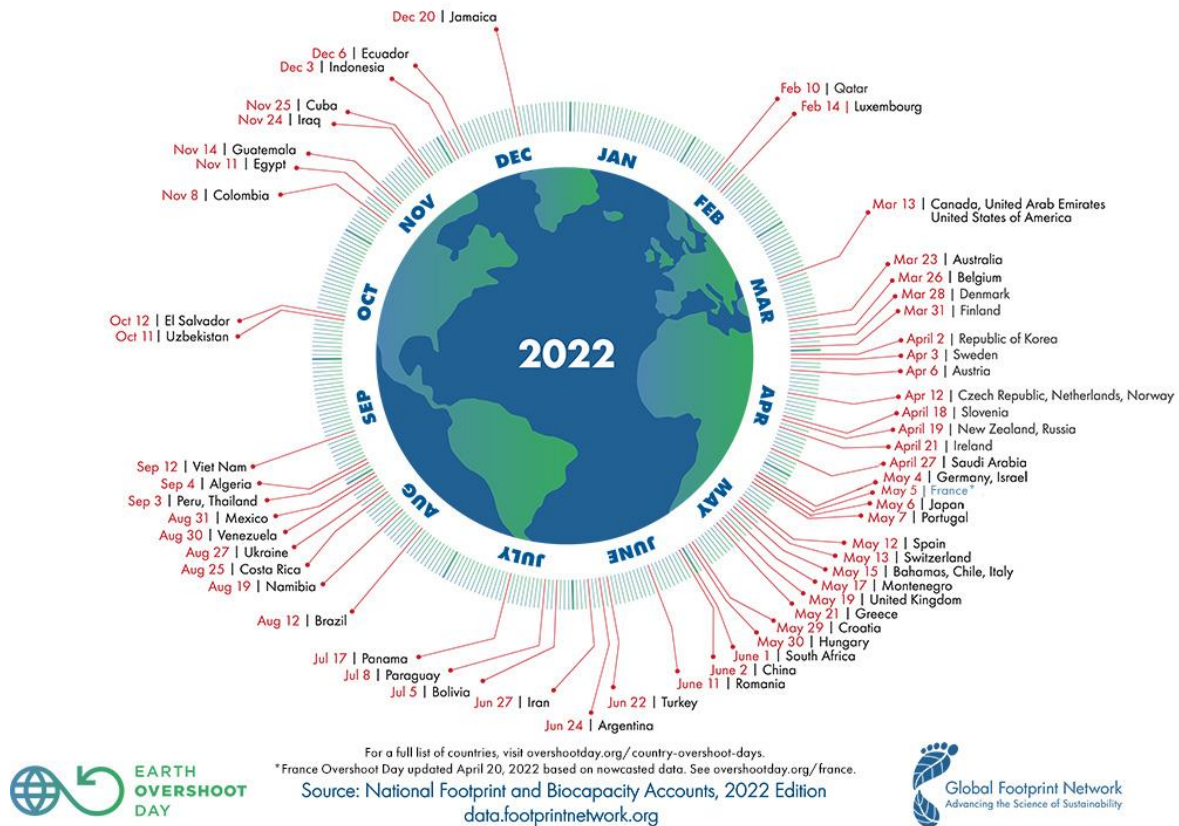 Dec 20 | Jamaica
Dec 6 | Ecuador
Dec 3 | Indonesia
Nov 25 | Cuba
Nov 24 | Iraq
Nov 14 | Guatemala
Nov 11 | Egypt
Nov 8 | Colombia
Oct 12 | El Salvador
Oct 11 | Uzbekistan
Sep 12 | Viet Nam
Sep 4 | Algeria
Sep 3 | Peru, Thailand
Aug 31 | Mexico
Aug 30 | Venezuela
Aug 27 | Ukraine
Aug 25 | Costa Rica
Aug 19 | Namibia
Aug 12 | Brazil
Jul 17 | Panama
Jul 8 | Paraguay
Jul 5 | Bolivia
Jun 27 | Iran
Jun 24 | Argentina
Jun 22 | Turkey
Feb 10 | Qatar
Feb 14 | Luxembourg
Mar 13 | Canada, United Arab Emirates
United States of America
Mar 23 | Australia
Mar 26 | Belgium
Mar 28 | Denmark
Mar 31 | Finland
April 2 | Republic of Korea
Apr 3 | Sweden
Apr 6 | Austria
Apr 12 | Czech Republic, Netherlands, Norway
April 18 | Slovenia
April 19 | New Zealand, Russia
April 21 | Ireland
April 27 | Saudi Arabia
May 4 | Germany, Israel
May 5 | France*
May 6 | Japan
May 7 | Portugal
May 12 | Spain
May 13 | Switzerland
May 15 | Bahamas, Chile, Italy
May 17 | Montenegro
May 19 | United Kingdom
May 21 | Greece
May 29 | Croatia
May 30 | Hungary
June 1 | South Africa
June 2 | China
June 11 | Romania
JAN
FEB
MAR
APR
MAY
JUNE
JULY
AUG
SEP
OCT
NOV
DEC
2022
For a full list of countries, visit overshootday.org/country-overshoot-days.
*France Overshoot Day updated April 20, 2022 based on nowcasted data. See overshootday.org/france.
Source: National Footprint and Biocapacity Accounts, 2022 Edition
data.footprintnetwork.org
EARTH
OVERSHOOT
DAY
Global Footprint Network
Advancing the Science of Sustainability